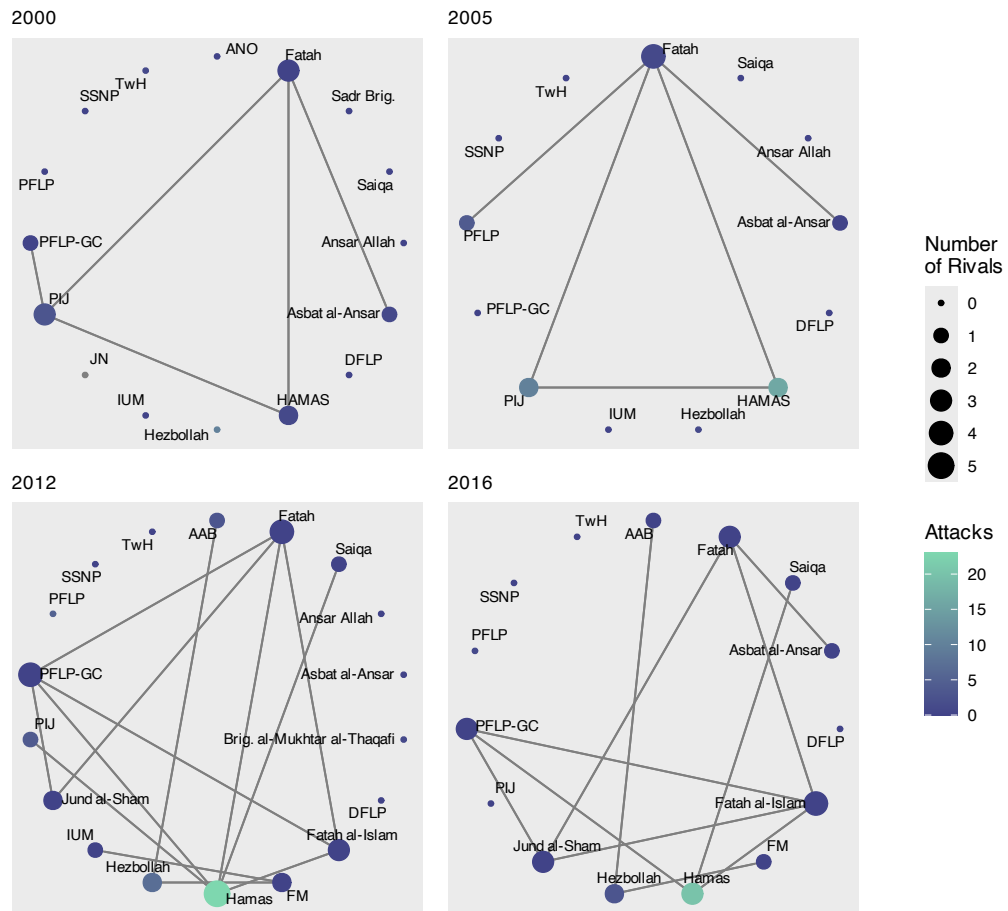 2000
ANO
Fatah
TwH
SSNP
Sadr Brig.
PFLP
Saiqa
PFLP-GC
Ansar Allah
PIJ
Asbat al-Ansar
JN
DFLP
IUM
HAMAS
Hezbollah
2005
Fatah
Saiqa
TwH
SSNP
Ansar Allah
PFLP
Asbat al-Ansar
PFLP-GC
DFLP
PIJ
HAMAS
IUM
Hezbollah
2012
Fatah
AAB
TwH
Saiqa
SSNP
PFLP
Ansar Allah
PFLP-GC
Asbat al-Ansar
PIJ
Brig. al-Mukhtar al-Thaqafi
Jund al-Sham
DFLP
IUM
Fatah al-Islam
Hezbollah
Hamas
FM
2016
TwH
AAB
Fatah
Saiqa
SSNP
PFLP
Asbat al-Ansar
PFLP-GC
DFLP
PIJ
Fatah al-Islam
Jund al-Sham
FM
Hezbollah
Hamas
Number
of Rivals
0
1
2
3
4
5
Attacks
20
15
10
5
0